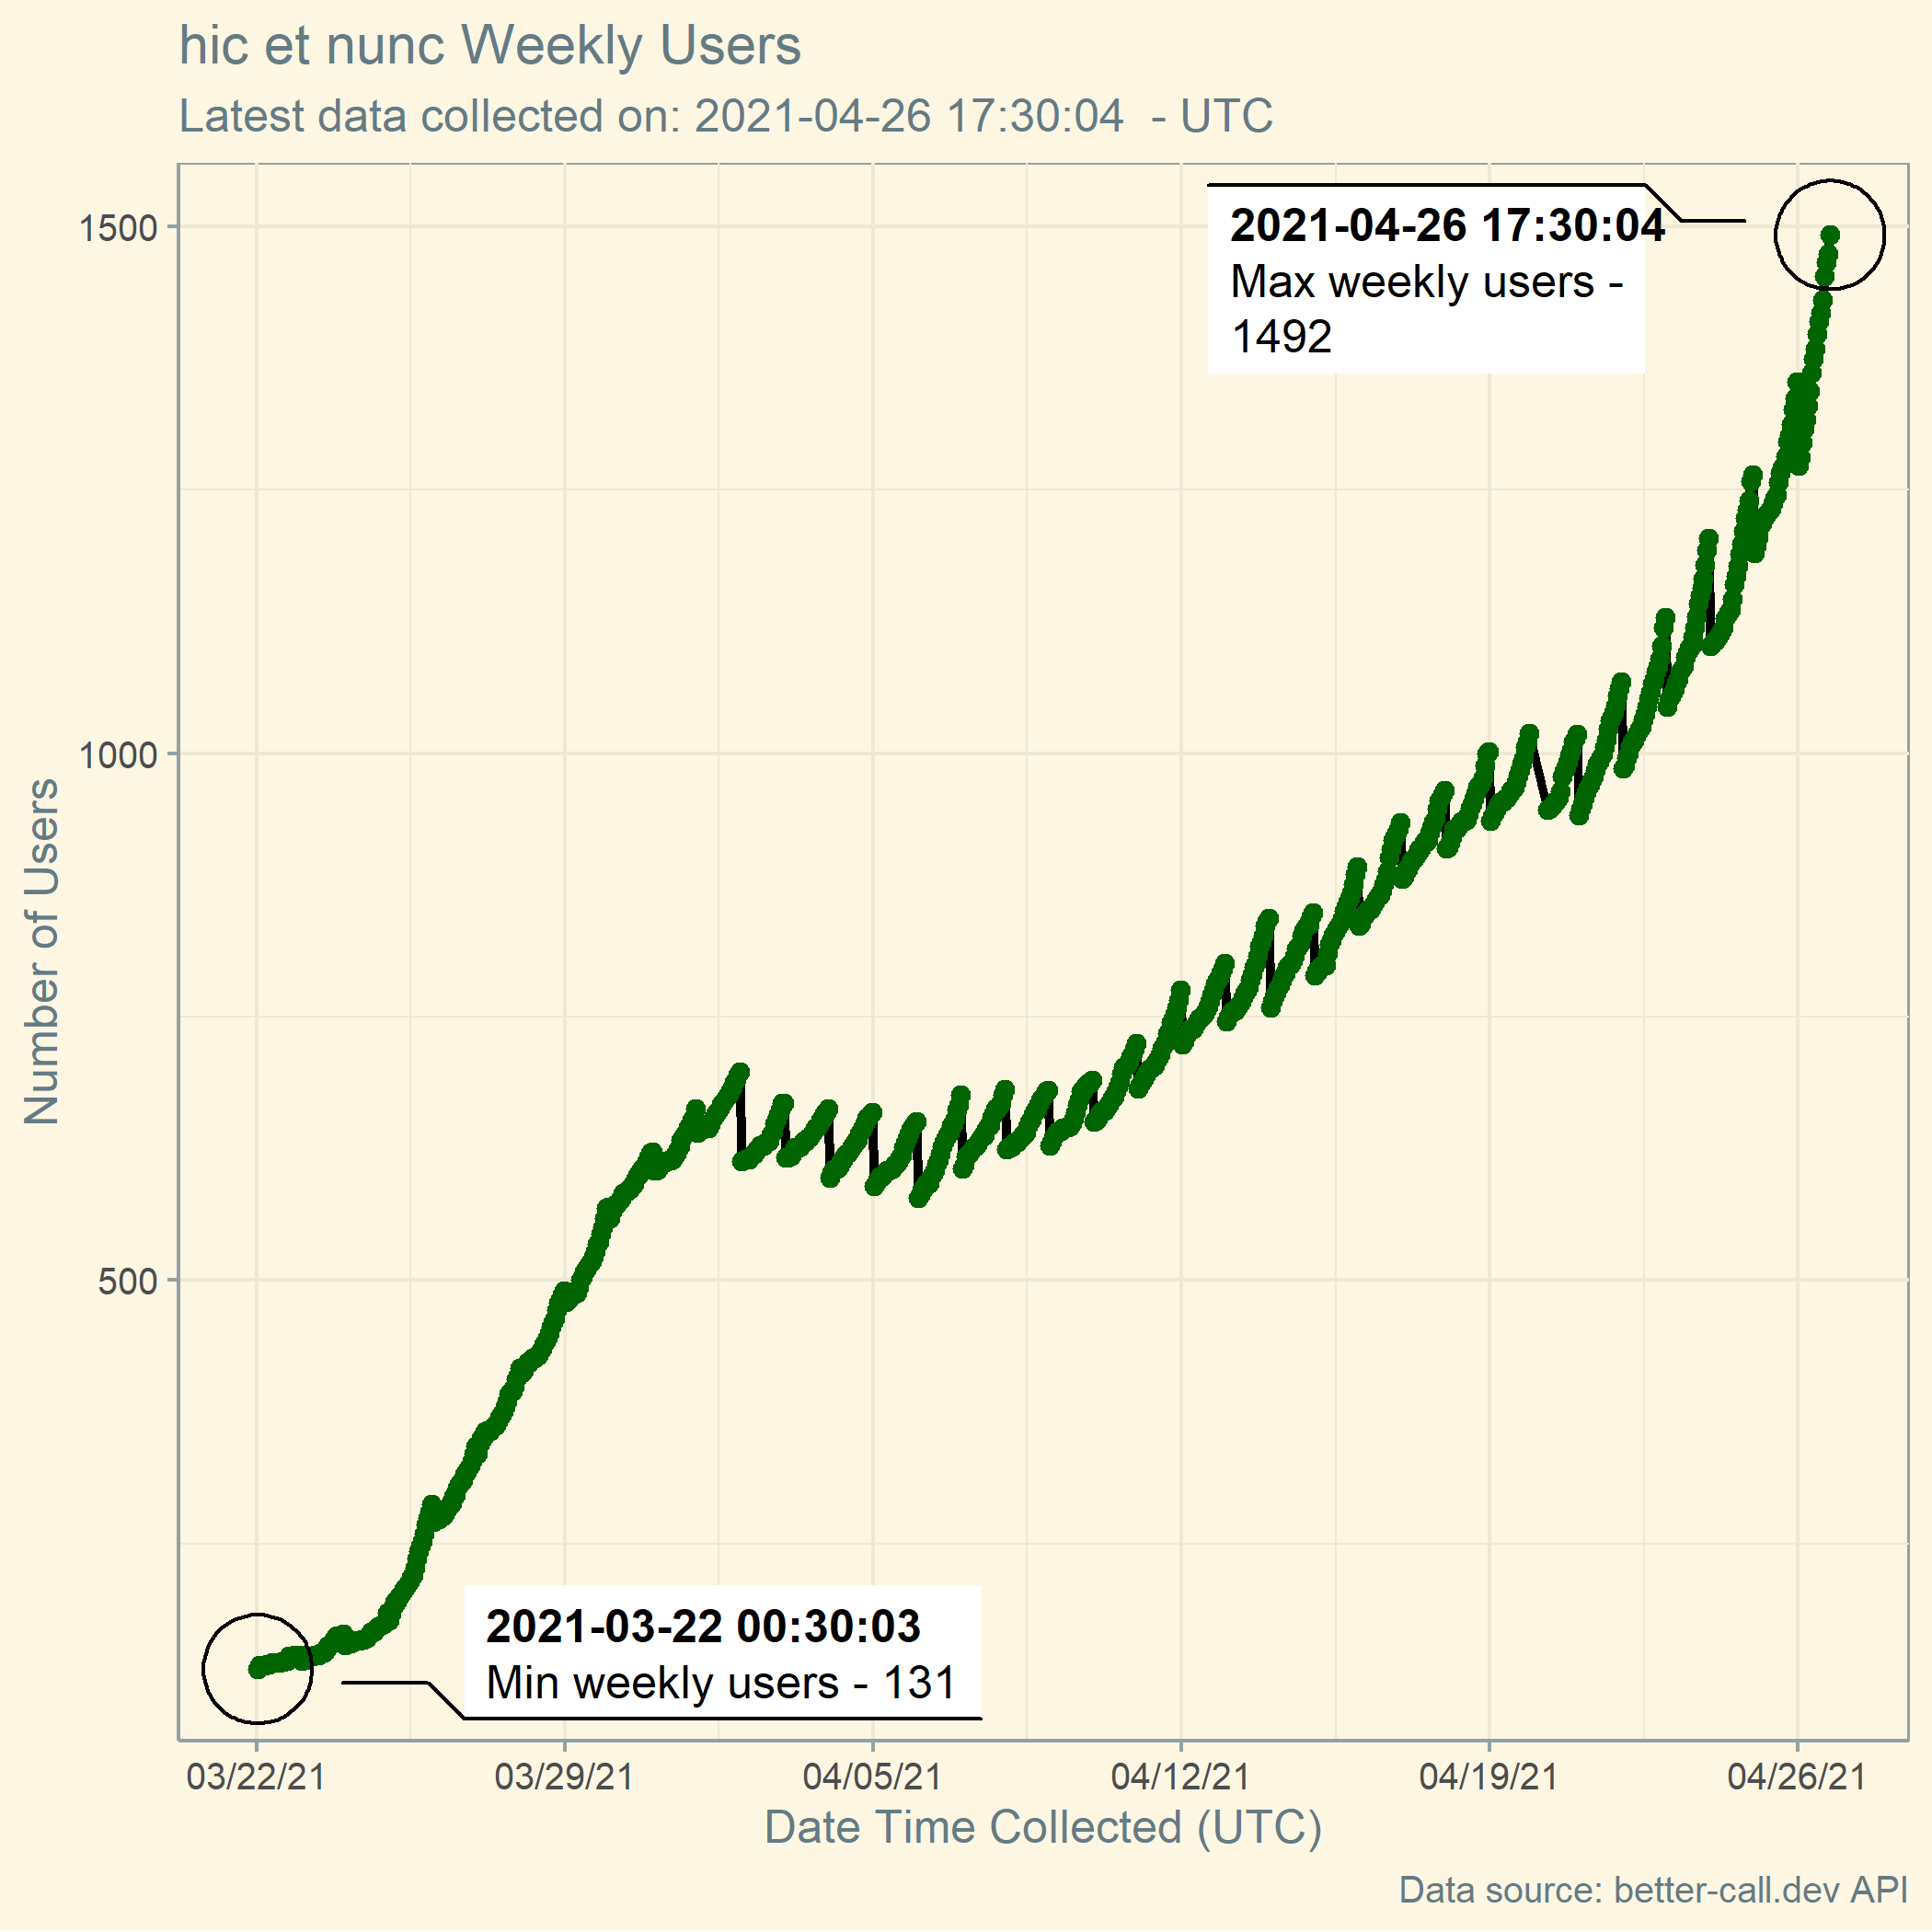 hic et nunc Weekly Users
Latest data collected on: 2021-04-26 17:30:04  - UTC
1500
1000
500
Number of Users
2021-04-26 17:30:04
Max weekly users -
1492
2021-03-22 00:30:03
Min weekly users - 131
03/22/21 03/29/21 04/05/21 04/12/21 04/19/21 04/26/21
Date Time Collected (UTC)
Data source: better-call.dev API